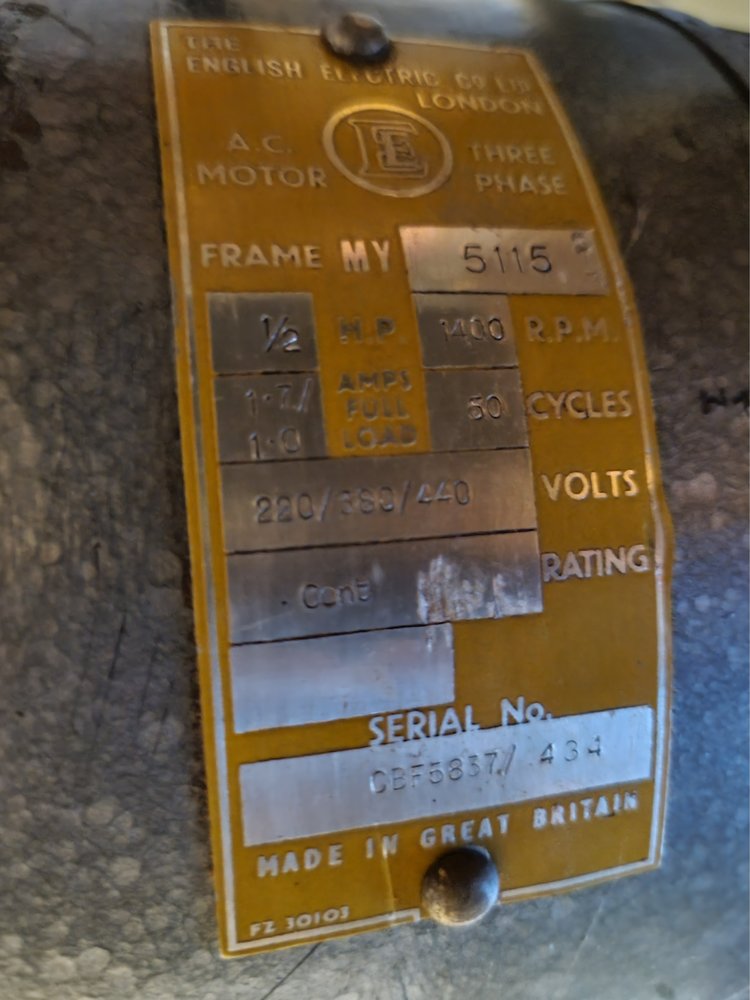 THE
ENGLISH ELECTRIC CO LTD
LONDON
A.C. MOTOR
E
THREE PHASE
FRAME MY 5115
1/2 H.P. 1400 R.P.M.
1·7/1·0 AMPS FULL LOAD 50 CYCLES
220/380/440 VOLTS
Cont RATING
SERIAL No.
CBF5837/ 434
MADE IN GREAT BRITAIN
FZ 30103